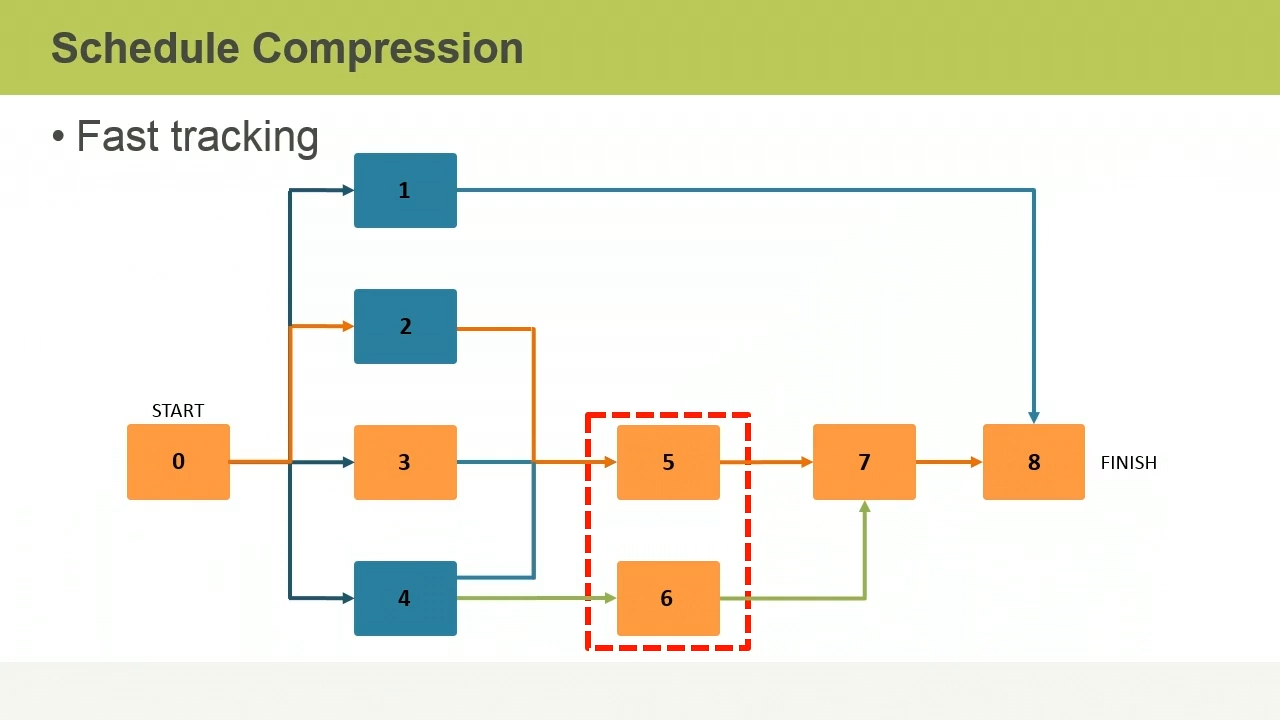 Schedule Compression
• Fast tracking
1
2
START
0
3
5
7
8
FINISH
4
6